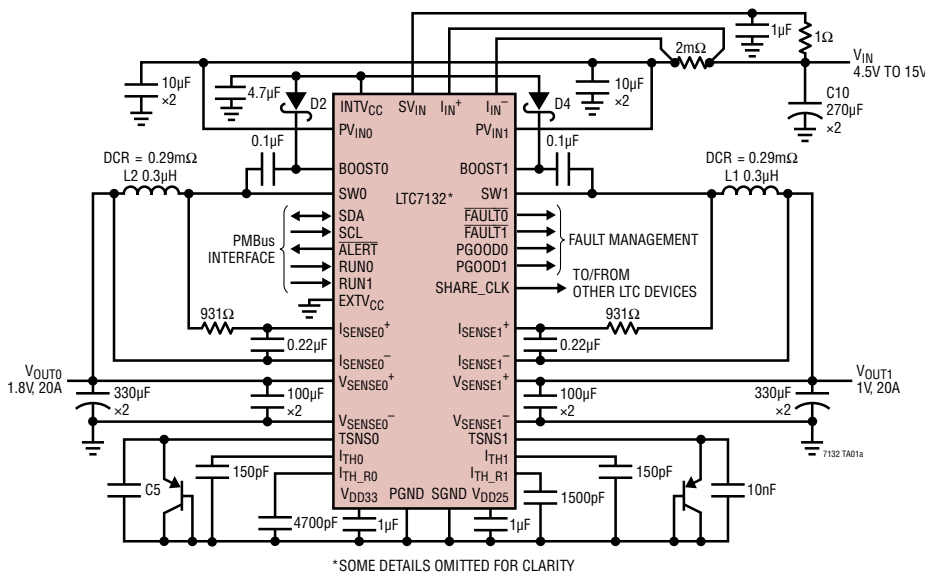 1µF
1Ω
2mΩ
VIN
4.5V TO 15V
10µF
×2
4.7µF
D2
10µF
×2
D4
C10
270µF
×2
INTVCC
SVIN
IIN+
IIN–
PVIN0
PVIN1
0.1µF
0.1µF
DCR = 0.29mΩ
L2 0.3µH
BOOST0
BOOST1
DCR = 0.29mΩ
L1 0.3µH
SW0
LTC7132*
SW1
PMBus
INTERFACE
SDA
SCL
ALERT
RUN0
RUN1
EXTVCC
FAULT0
FAULT1
PGOOD0
PGOOD1
SHARE_CLK
FAULT MANAGEMENT
TO/FROM
OTHER LTC DEVICES
931Ω
931Ω
ISENSE0+
ISENSE1+
0.22µF
0.22µF
ISENSE0–
ISENSE1–
VOUT0
1.8V, 20A
VSENSE0+
VSENSE1+
VOUT1
1V, 20A
330µF
×2
100µF
×2
100µF
×2
330µF
×2
VSENSE0–
VSENSE1–
TSNS0
TSNS1
7132 TA01a
ITH0
ITH1
C5
150pF
ITH_R0
ITH_R1
150pF
10nF
4700pF
1500pF
VDD33
PGND
SGND
VDD25
1µF
1µF
*SOME DETAILS OMITTED FOR CLARITY